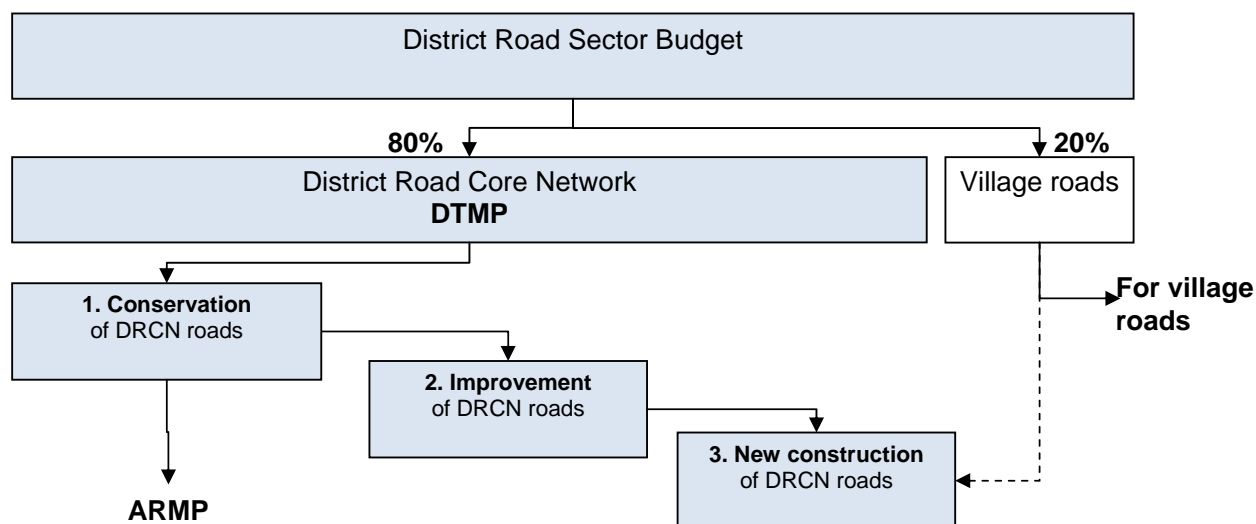 District Road Sector Budget
80%
20%
District Road Core Network
DTMP
Village roads
For village
roads
1. Conservation
of DRCN roads
2. Improvement
of DRCN roads
3. New construction
of DRCN roads
ARMP